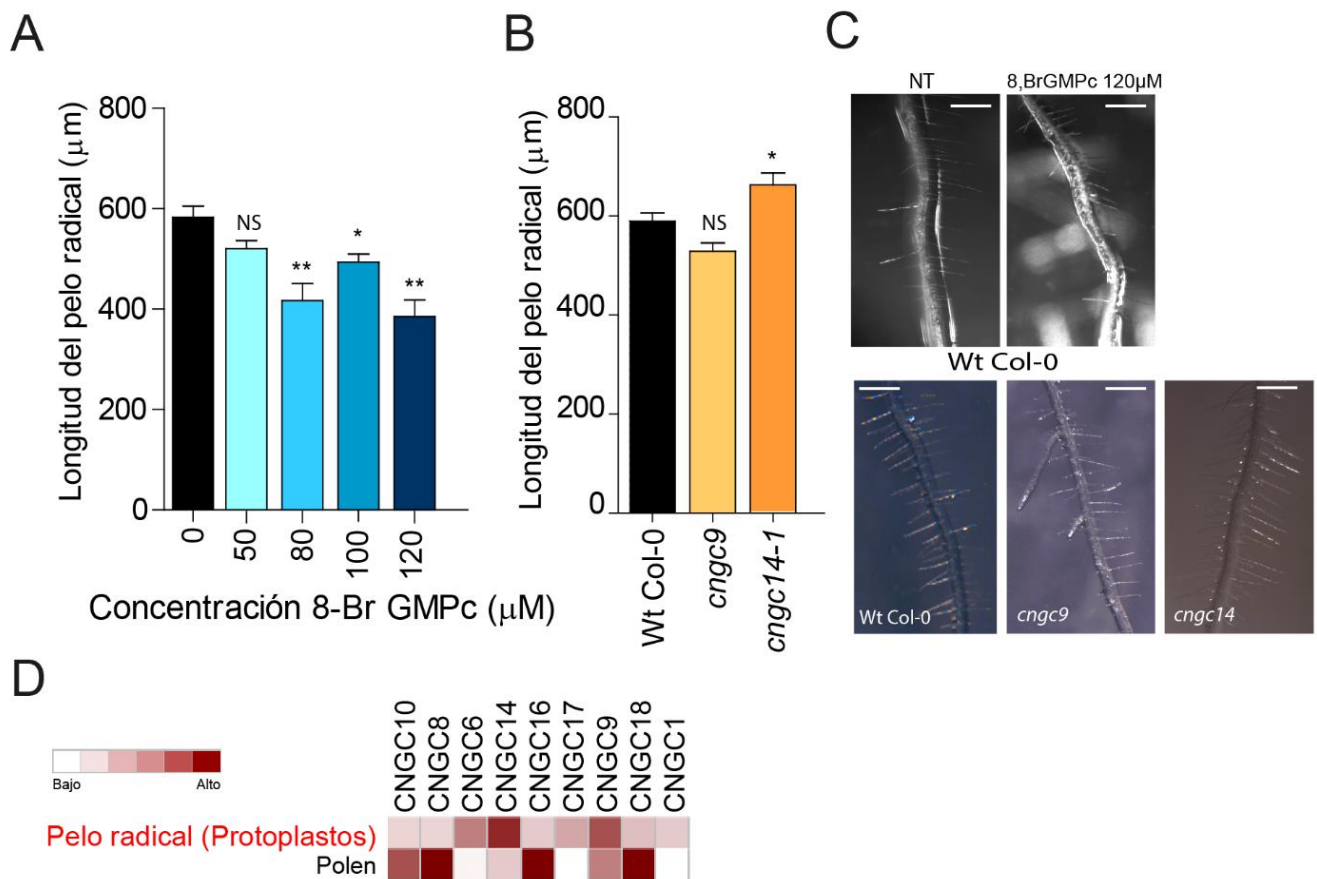 A
Longitud del pelo radical (μm)
800
600
400
200
0
NS
**
*
**
0
50
80
100
120
Concentración 8-Br GMPc (μM)
B
Longitud del pelo radical (μm)
800
600
400
200
0
NS
*
Wt Col-0
cngc9
cngc14-1
C
NT
8,BrGMPc 120μM
Wt Col-0
Wt Col-0
cngc9
cngc14
D
Bajo
Alto
CNGC10
CNGC8
CNGC6
CNGC14
CNGC16
CNGC17
CNGC9
CNGC18
CNGC1
Pelo radical (Protoplastos)
Polen